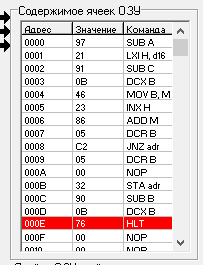 Содержимое ячеек ОЗУ
Адрес Значение Команда
0000 97 SUB A
0001 21 LXI H, d16
0002 91 SUB C
0003 0B DCX B
0004 46 MOV B, M
0005 23 INX H
0006 86 ADD M
0007 05 DCR B
0008 C2 JNZ adr
0009 05 DCR B
000A 00 NOP
000B 32 STA adr
000C 90 SUB B
000D 0B DCX B
000E 76 HLT
000F 00 NOP
0010 00 NOP